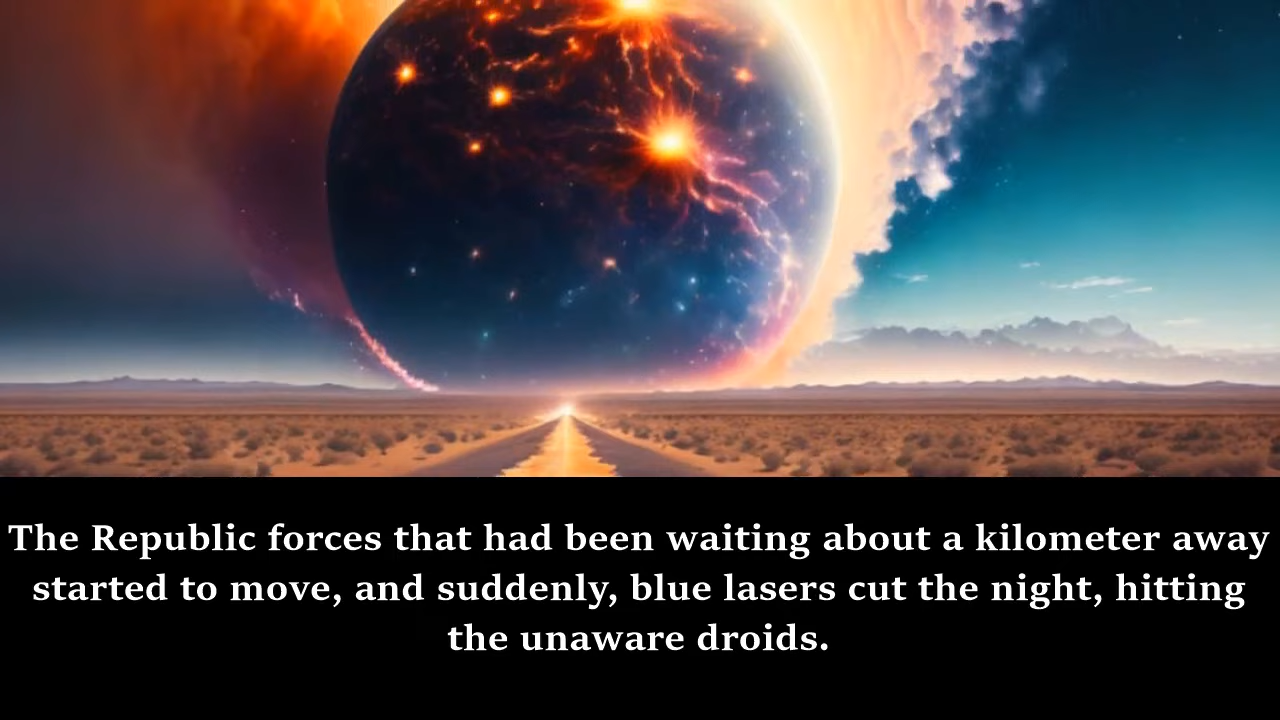 The Republic forces that had been waiting about a kilometer away
started to move, and suddenly, blue lasers cut the night, hitting
the unaware droids.